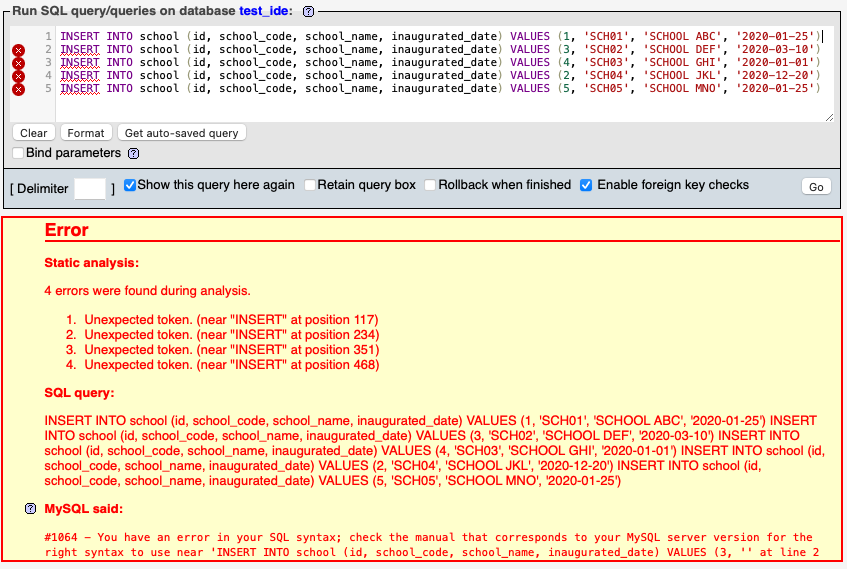 Run SQL query/queries on database test_ide:
1 INSERT INTO school (id, school_code, school_name, inaugurated_date) VALUES (1, 'SCH01', 'SCHOOL ABC', '2020-01-25')
2 INSERT INTO school (id, school_code, school_name, inaugurated_date) VALUES (3, 'SCH02', 'SCHOOL DEF', '2020-03-10')
3 INSERT INTO school (id, school_code, school_name, inaugurated_date) VALUES (4, 'SCH03', 'SCHOOL GHI', '2020-01-01')
4 INSERT INTO school (id, school_code, school_name, inaugurated_date) VALUES (2, 'SCH04', 'SCHOOL JKL', '2020-12-20')
5 INSERT INTO school (id, school_code, school_name, inaugurated_date) VALUES (5, 'SCH05', 'SCHOOL MNO', '2020-01-25')
Clear Format Get auto-saved query
Bind parameters
[ Delimiter ] Show this query here again Retain query box Rollback when finished Enable foreign key checks Go
Error
Static analysis:
4 errors were found during analysis.
1. Unexpected token. (near "INSERT" at position 117)
2. Unexpected token. (near "INSERT" at position 234)
3. Unexpected token. (near "INSERT" at position 351)
4. Unexpected token. (near "INSERT" at position 468)
SQL query:
INSERT INTO school (id, school_code, school_name, inaugurated_date) VALUES (1, 'SCH01', 'SCHOOL ABC', '2020-01-25') INSERT
INTO school (id, school_code, school_name, inaugurated_date) VALUES (3, 'SCH02', 'SCHOOL DEF', '2020-03-10') INSERT INTO
school (id, school_code, school_name, inaugurated_date) VALUES (4, 'SCH03', 'SCHOOL GHI', '2020-01-01') INSERT INTO school (id,
school_code, school_name, inaugurated_date) VALUES (2, 'SCH04', 'SCHOOL JKL', '2020-12-20') INSERT INTO school (id,
school_code, school_name, inaugurated_date) VALUES (5, 'SCH05', 'SCHOOL MNO', '2020-01-25')
MySQL said:
#1064 – You have an error in your SQL syntax; check the manual that corresponds to your MySQL server version for the
right syntax to use near 'INSERT INTO school (id, school_code, school_name, inaugurated_date) VALUES (3, '' at line 2